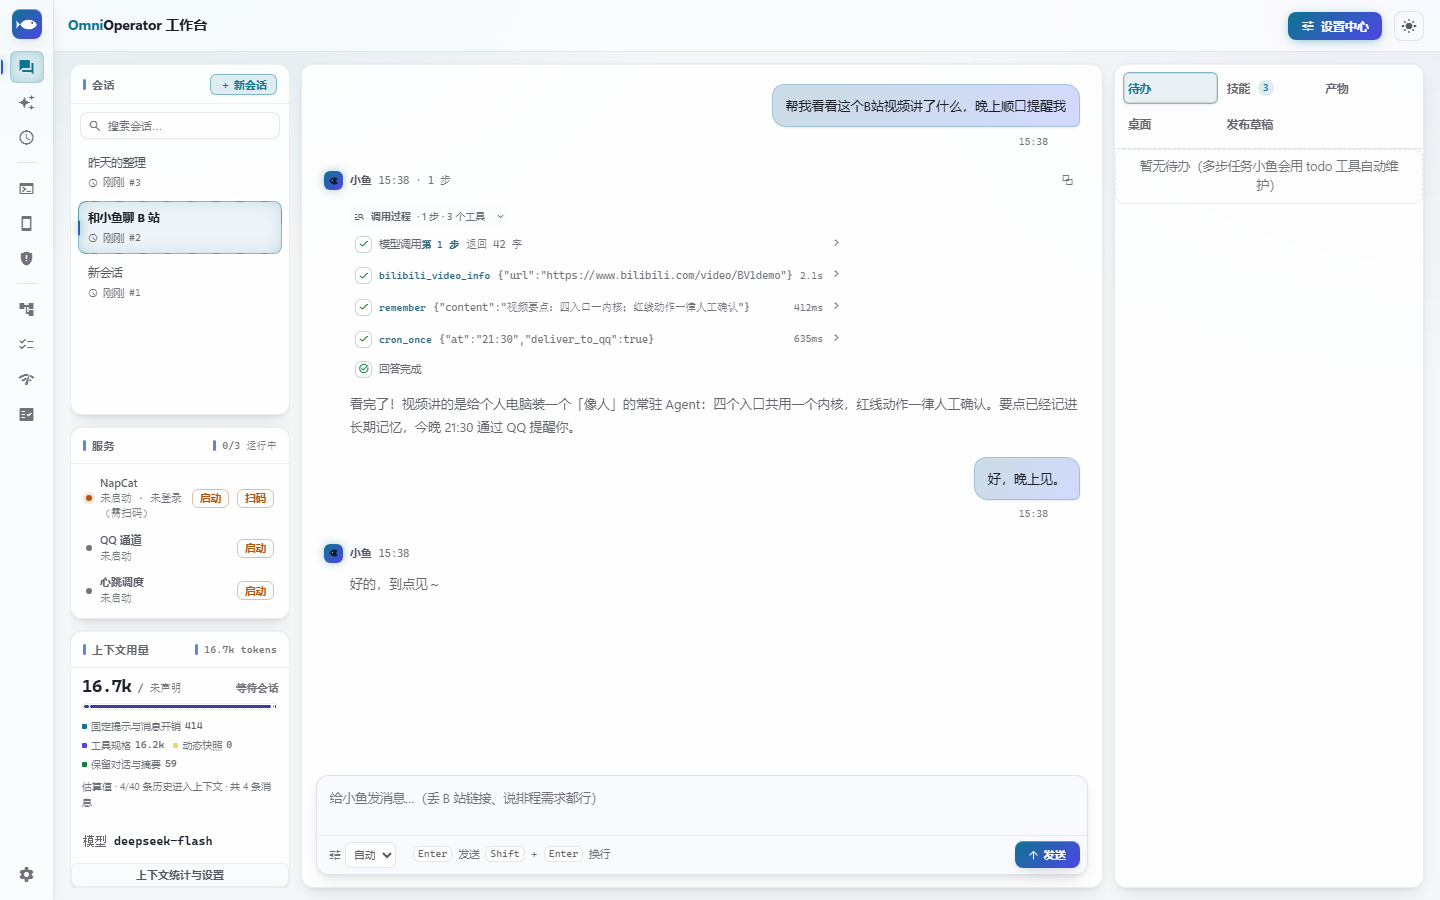 OmniOperator 工作台
设置中心
会话
+ 新会话
搜索会话...
昨天的整理
刚刚 #3
和小鱼聊 B 站
刚刚 #2
新会话
刚刚 #1
服务
0/3 运行中
NapCat
未启动 · 未登录
（需扫码）
启动
扫码
QQ 通道
未启动
启动
心跳调度
未启动
启动
上下文用量
16.7k tokens
16.7k / 未声明
等待会话
固定提示与消息开销 414
工具规格 16.2k 动态快照 0
保留对话与摘要 59
估算值 · 4/40 条历史进入上下文 · 共 4 条消
息
模型 deepseek-flash
上下文统计与设置
帮我看看这个B站视频讲了什么，晚上顺口提醒我
15:38
小鱼 15:38 · 1 步
调用过程 · 1 步 · 3 个工具
模型调用第 1 步 返回 42 字
bilibili_video_info {"url":"https://www.bilibili.com/video/BV1demo"} 2.1s
remember {"content":"视频要点：四入口一内核；红线动作一律人工确认"} 412ms
cron_once {"at":"21:30","deliver_to_qq":true} 635ms
回答完成
看完了！视频讲的是给个人电脑装一个「像人」的常驻 Agent：四个入口共用一个内核，红线动作一律人工确认。要点已经记进
长期记忆，今晚 21:30 通过 QQ 提醒你。
好，晚上见。
15:38
小鱼 15:38
好的，到点见～
给小鱼发消息...（丢 B 站链接、说排程需求都行）
自动
Enter 发送 Shift + Enter 换行
发送
待办
技能 3
产物
桌面
发布草稿
暂无待办（多步任务小鱼会用 todo 工具自动维
护）